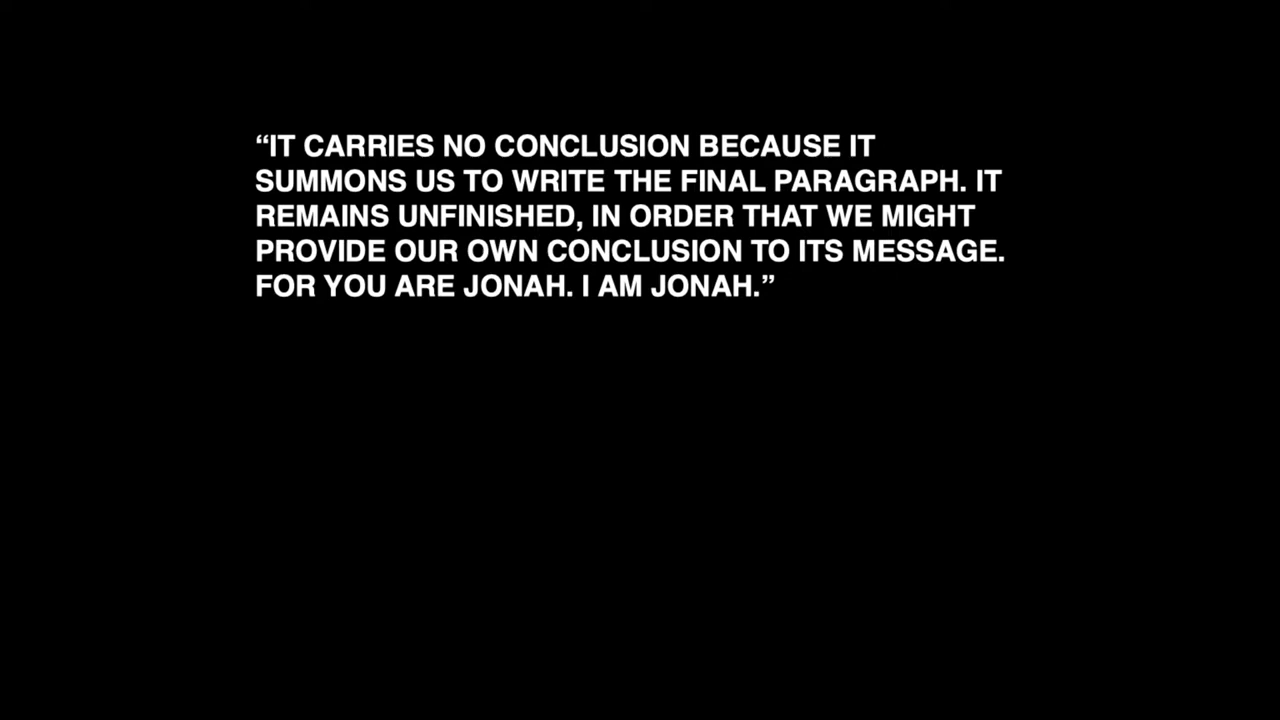 “IT CARRIES NO CONCLUSION BECAUSE IT
SUMMONS US TO WRITE THE FINAL PARAGRAPH. IT
REMAINS UNFINISHED, IN ORDER THAT WE MIGHT
PROVIDE OUR OWN CONCLUSION TO ITS MESSAGE.
FOR YOU ARE JONAH. I AM JONAH.”